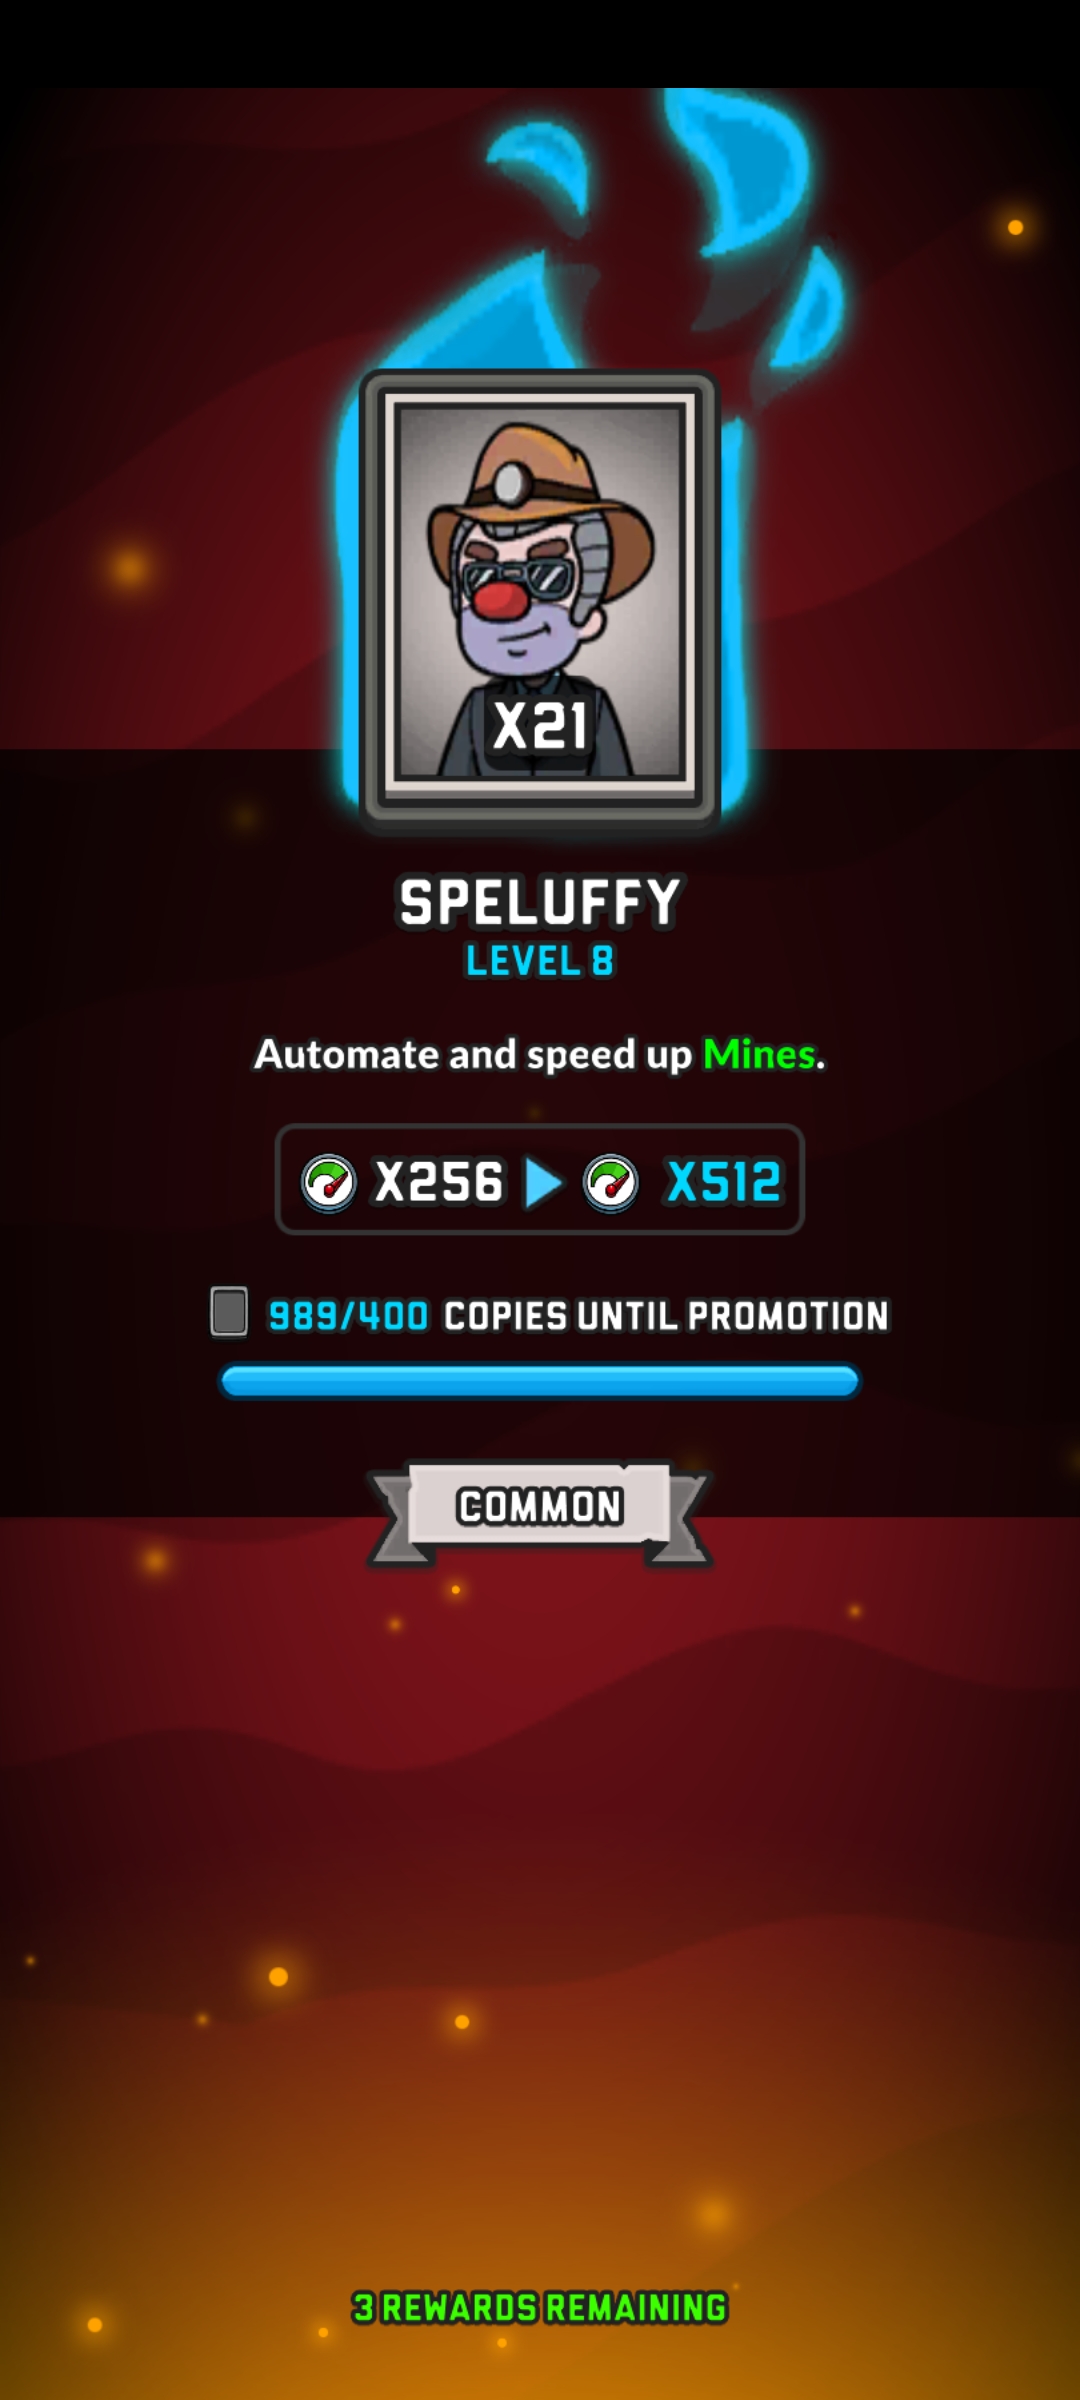 X21
SPELUFFY
LEVEL 8
Automate and speed up Mines.
X256 X512
989/400 COPIES UNTIL PROMOTION
COMMON
3 REWARDS REMAINING